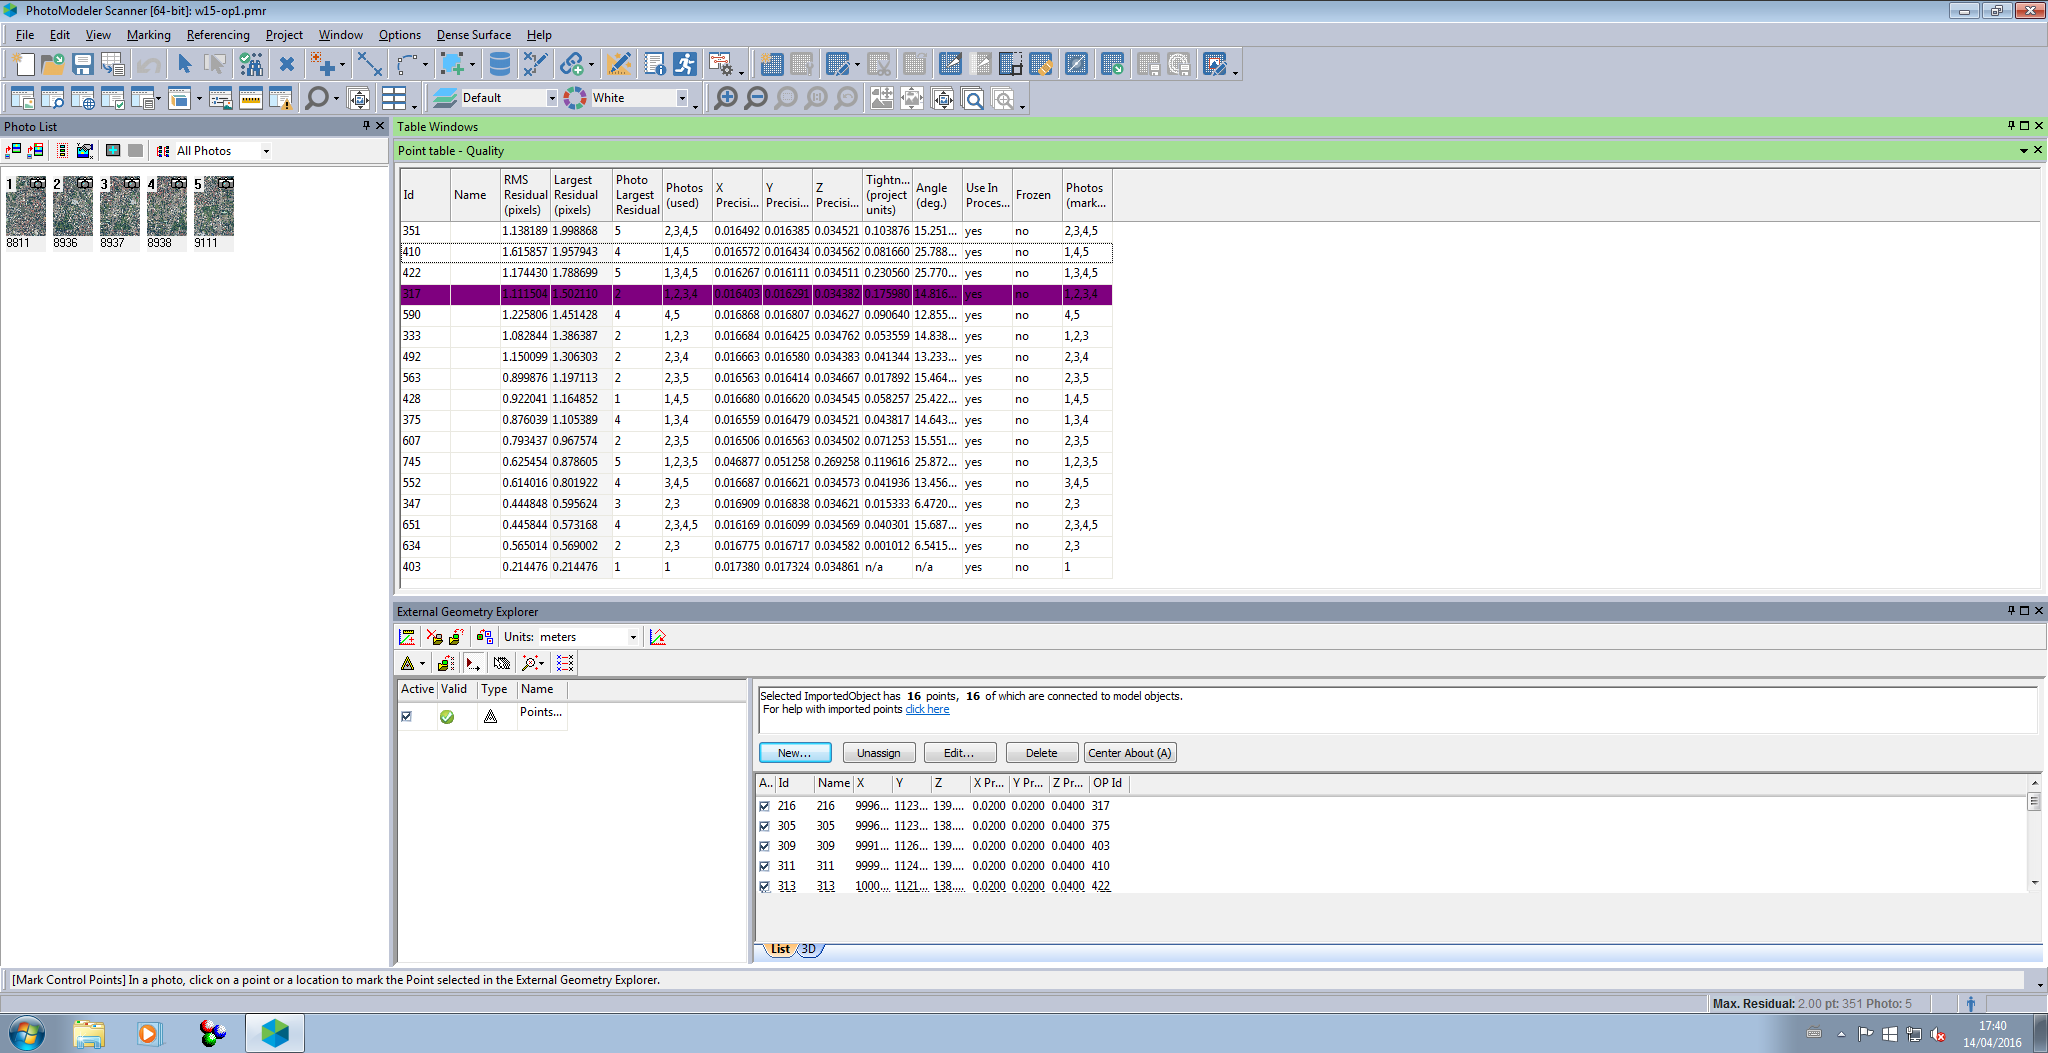 PhotoModeler Scanner [64-bit]: w15-op1.pmr
File Edit View Marking Referencing Project Window Options Dense Surface Help
Default White
Photo List
All Photos
1 2 3 4 5
8811 8936 8937 8938 9111
Table Windows
Point table - Quality
Id Name RMS Residual (pixels) Largest Residual (pixels) Photo Largest Residual Photos (used) X Precisi... Y Precisi... Z Precisi... Tightn... (project units) Angle (deg.) Use In Proces... Frozen Photos (mark...
351 1.138189 1.998868 5 2,3,4,5 0.016492 0.016385 0.034521 0.103876 15.251... yes no 2,3,4,5
410 1.615857 1.957943 4 1,4,5 0.016572 0.016434 0.034562 0.081660 25.788... yes no 1,4,5
422 1.174430 1.788699 5 1,3,4,5 0.016267 0.016111 0.034511 0.230560 25.770... yes no 1,3,4,5
317 1.111504 1.502110 2 1,2,3,4 0.016403 0.016291 0.034382 0.175980 14.816... yes no 1,2,3,4
590 1.225806 1.451428 4 4,5 0.016868 0.016807 0.034627 0.090640 12.855... yes no 4,5
333 1.082844 1.386387 2 1,2,3 0.016684 0.016425 0.034762 0.053559 14.838... yes no 1,2,3
492 1.150099 1.306303 2 2,3,4 0.016663 0.016580 0.034383 0.041344 13.233... yes no 2,3,4
563 0.899876 1.197113 2 2,3,5 0.016563 0.016414 0.034667 0.017892 15.464... yes no 2,3,5
428 0.922041 1.164852 1 1,4,5 0.016680 0.016620 0.034545 0.058257 25.422... yes no 1,4,5
375 0.876039 1.105389 4 1,3,4 0.016559 0.016479 0.034521 0.043817 14.643... yes no 1,3,4
607 0.793437 0.967574 2 2,3,5 0.016506 0.016563 0.034502 0.071253 15.551... yes no 2,3,5
745 0.625454 0.878605 5 1,2,3,5 0.046877 0.051258 0.269258 0.119616 25.872... yes no 1,2,3,5
552 0.614016 0.801922 4 3,4,5 0.016687 0.016621 0.034573 0.041936 13.456... yes no 3,4,5
347 0.444848 0.595624 3 2,3 0.016909 0.016838 0.034621 0.015333 6.4720... yes no 2,3
651 0.445844 0.573168 4 2,3,4,5 0.016169 0.016099 0.034569 0.040301 15.687... yes no 2,3,4,5
634 0.565014 0.569002 2 2,3 0.016775 0.016717 0.034582 0.001012 6.5415... yes no 2,3
403 0.214476 0.214476 1 1 0.017380 0.017324 0.034861 n/a n/a yes no 1
External Geometry Explorer
Units: meters
Active Valid Type Name
Points...
Selected ImportedObject has 16 points, 16 of which are connected to model objects.
For help with imported points click here
New... Unassign Edit... Delete Center About (A)
A.. Id Name X Y Z X Pr... Y Pr... Z Pr... OP Id
216 216 9996... 1123... 139.... 0.0200 0.0200 0.0400 317
305 305 9996... 1123... 138.... 0.0200 0.0200 0.0400 375
309 309 9991... 1126... 139.... 0.0200 0.0200 0.0400 403
311 311 9999... 1124... 139.... 0.0200 0.0200 0.0400 410
313 313 1000... 1121... 138.... 0.0200 0.0200 0.0400 422
List 3D
[Mark Control Points] In a photo, click on a point or a location to mark the Point selected in the External Geometry Explorer.
Max. Residual: 2.00 pt: 351 Photo: 5
17:40
14/04/2016